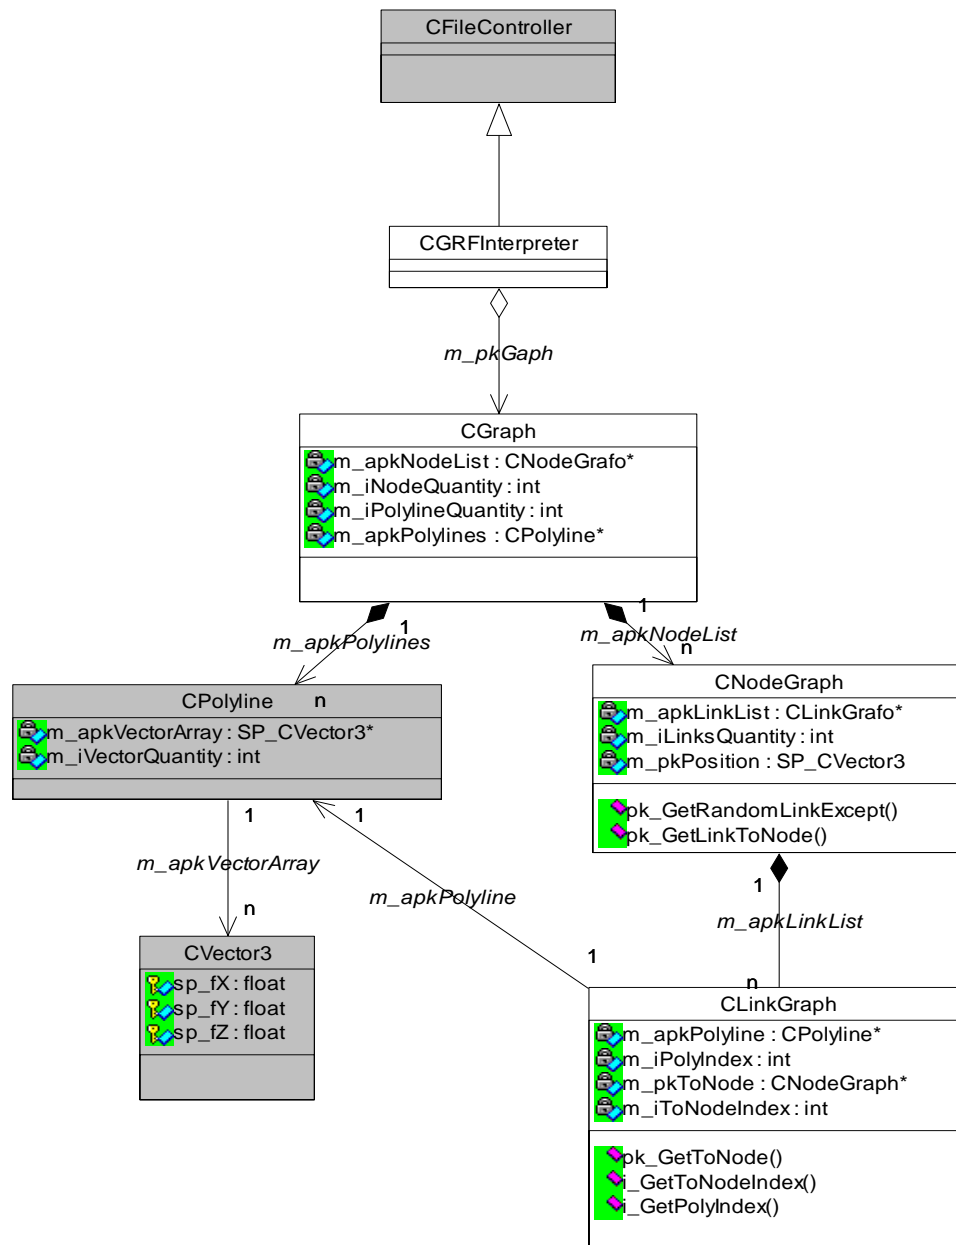 CFileController
CGRFInterpreter
m_pkGaph
CGraph
m_apkNodeList : CNodeGrafo*
m_iNodeQuantity : int
m_iPolylineQuantity : int
m_apkPolylines : CPolyline*
1
m_apkPolylines
n
1
m_apkNodeList
n
CPolyline
m_apkVectorArray : SP_CVector3*
m_iVectorQuantity : int
CNodeGraph
m_apkLinkList : CLinkGrafo*
m_iLinksQuantity : int
m_pkPosition : SP_CVector3
pk_GetRandomLinkExcept()
pk_GetLinkToNode()
1
m_apkVectorArray
n
1
m_apkPolyline
1
1
m_apkLinkList
n
CVector3
sp_fX : float
sp_fY : float
sp_fZ : float
CLinkGraph
m_apkPolyline : CPolyline*
m_iPolyIndex : int
m_pkToNode : CNodeGraph*
m_iToNodeIndex : int
pk_GetToNode()
i_GetToNodeIndex()
i_GetPolyIndex()